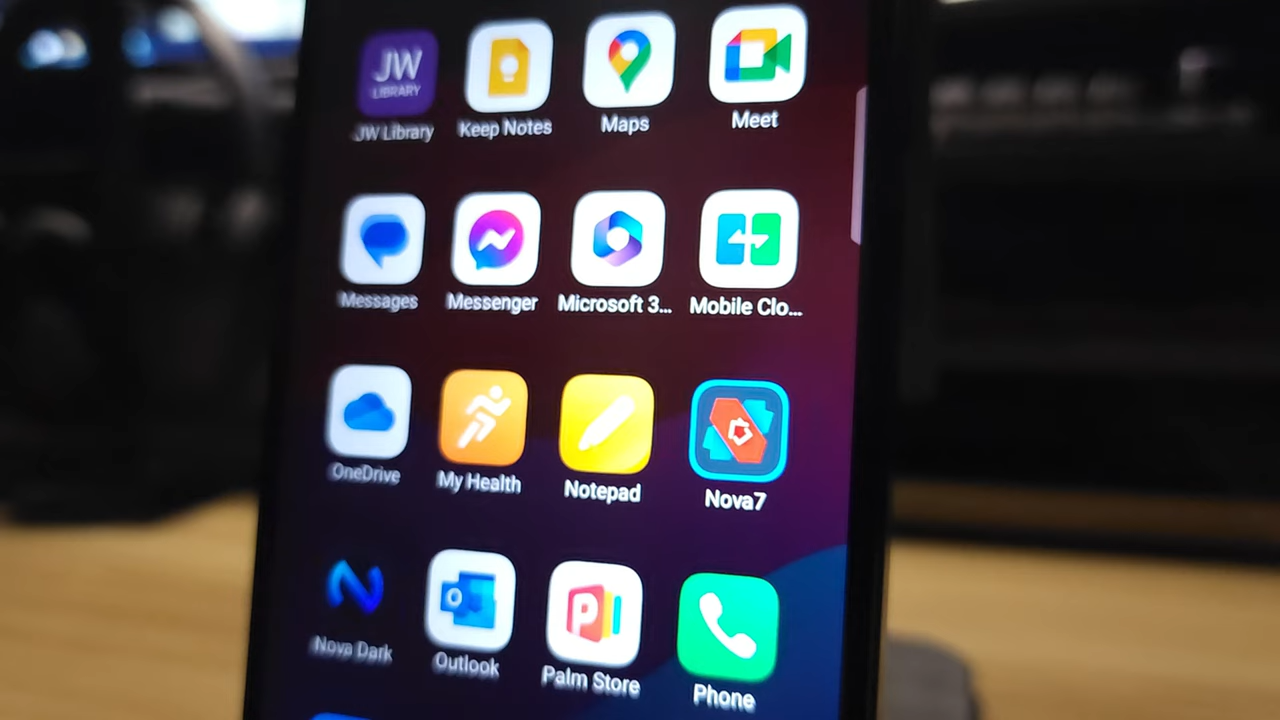 JW
LIBRARY
JW Library
Keep Notes
Maps
Meet
Messages
Messenger
Microsoft 3...
Mobile Clo...
OneDrive
My Health
Notepad
Nova7
Nova Dark
O
Outlook
P
Palm Store
Phone